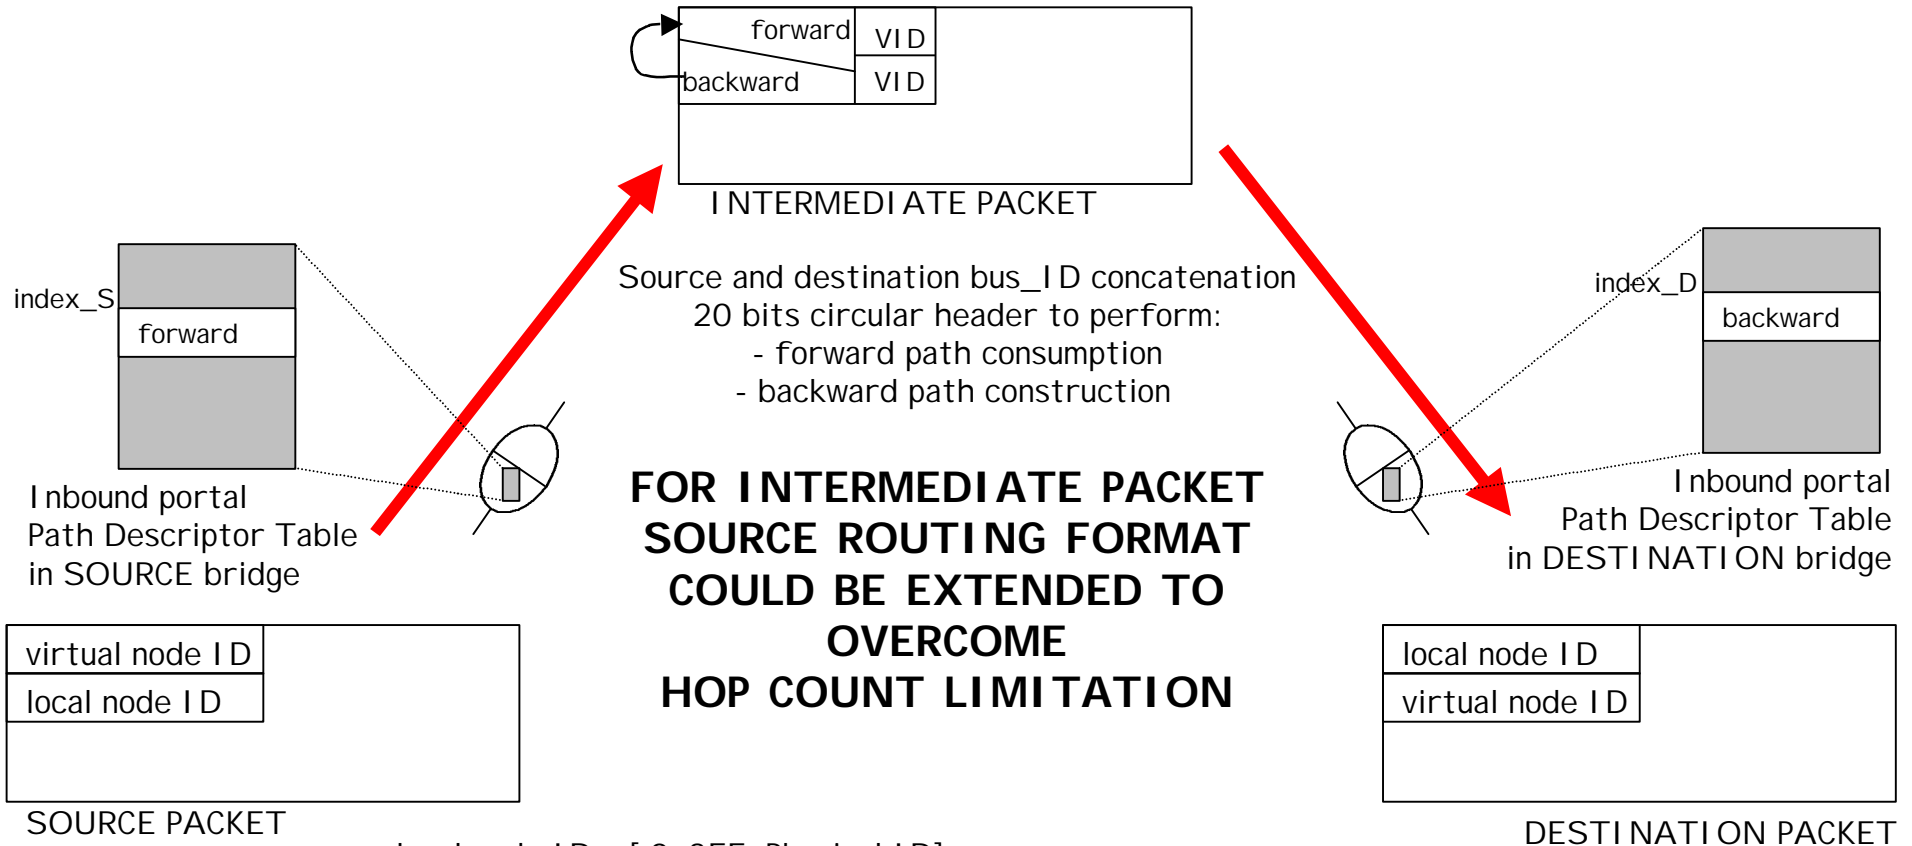 forward VID
backward VID
INTERMEDIATE PACKET
Source and destination bus_ID concatenation
20 bits circular header to perform:
- forward path consumption
- backward path construction
index_S
forward
index_D
backward
Inbound portal
Path Descriptor Table
in SOURCE bridge
FOR INTERMEDIATE PACKET
SOURCE ROUTING FORMAT
COULD BE EXTENDED TO
OVERCOME
HOP COUNT LIMITATION
Inbound portal
Path Descriptor Table
in DESTINATION bridge
virtual node ID
local node ID
SOURCE PACKET
local node ID
virtual node ID
DESTINATION PACKET